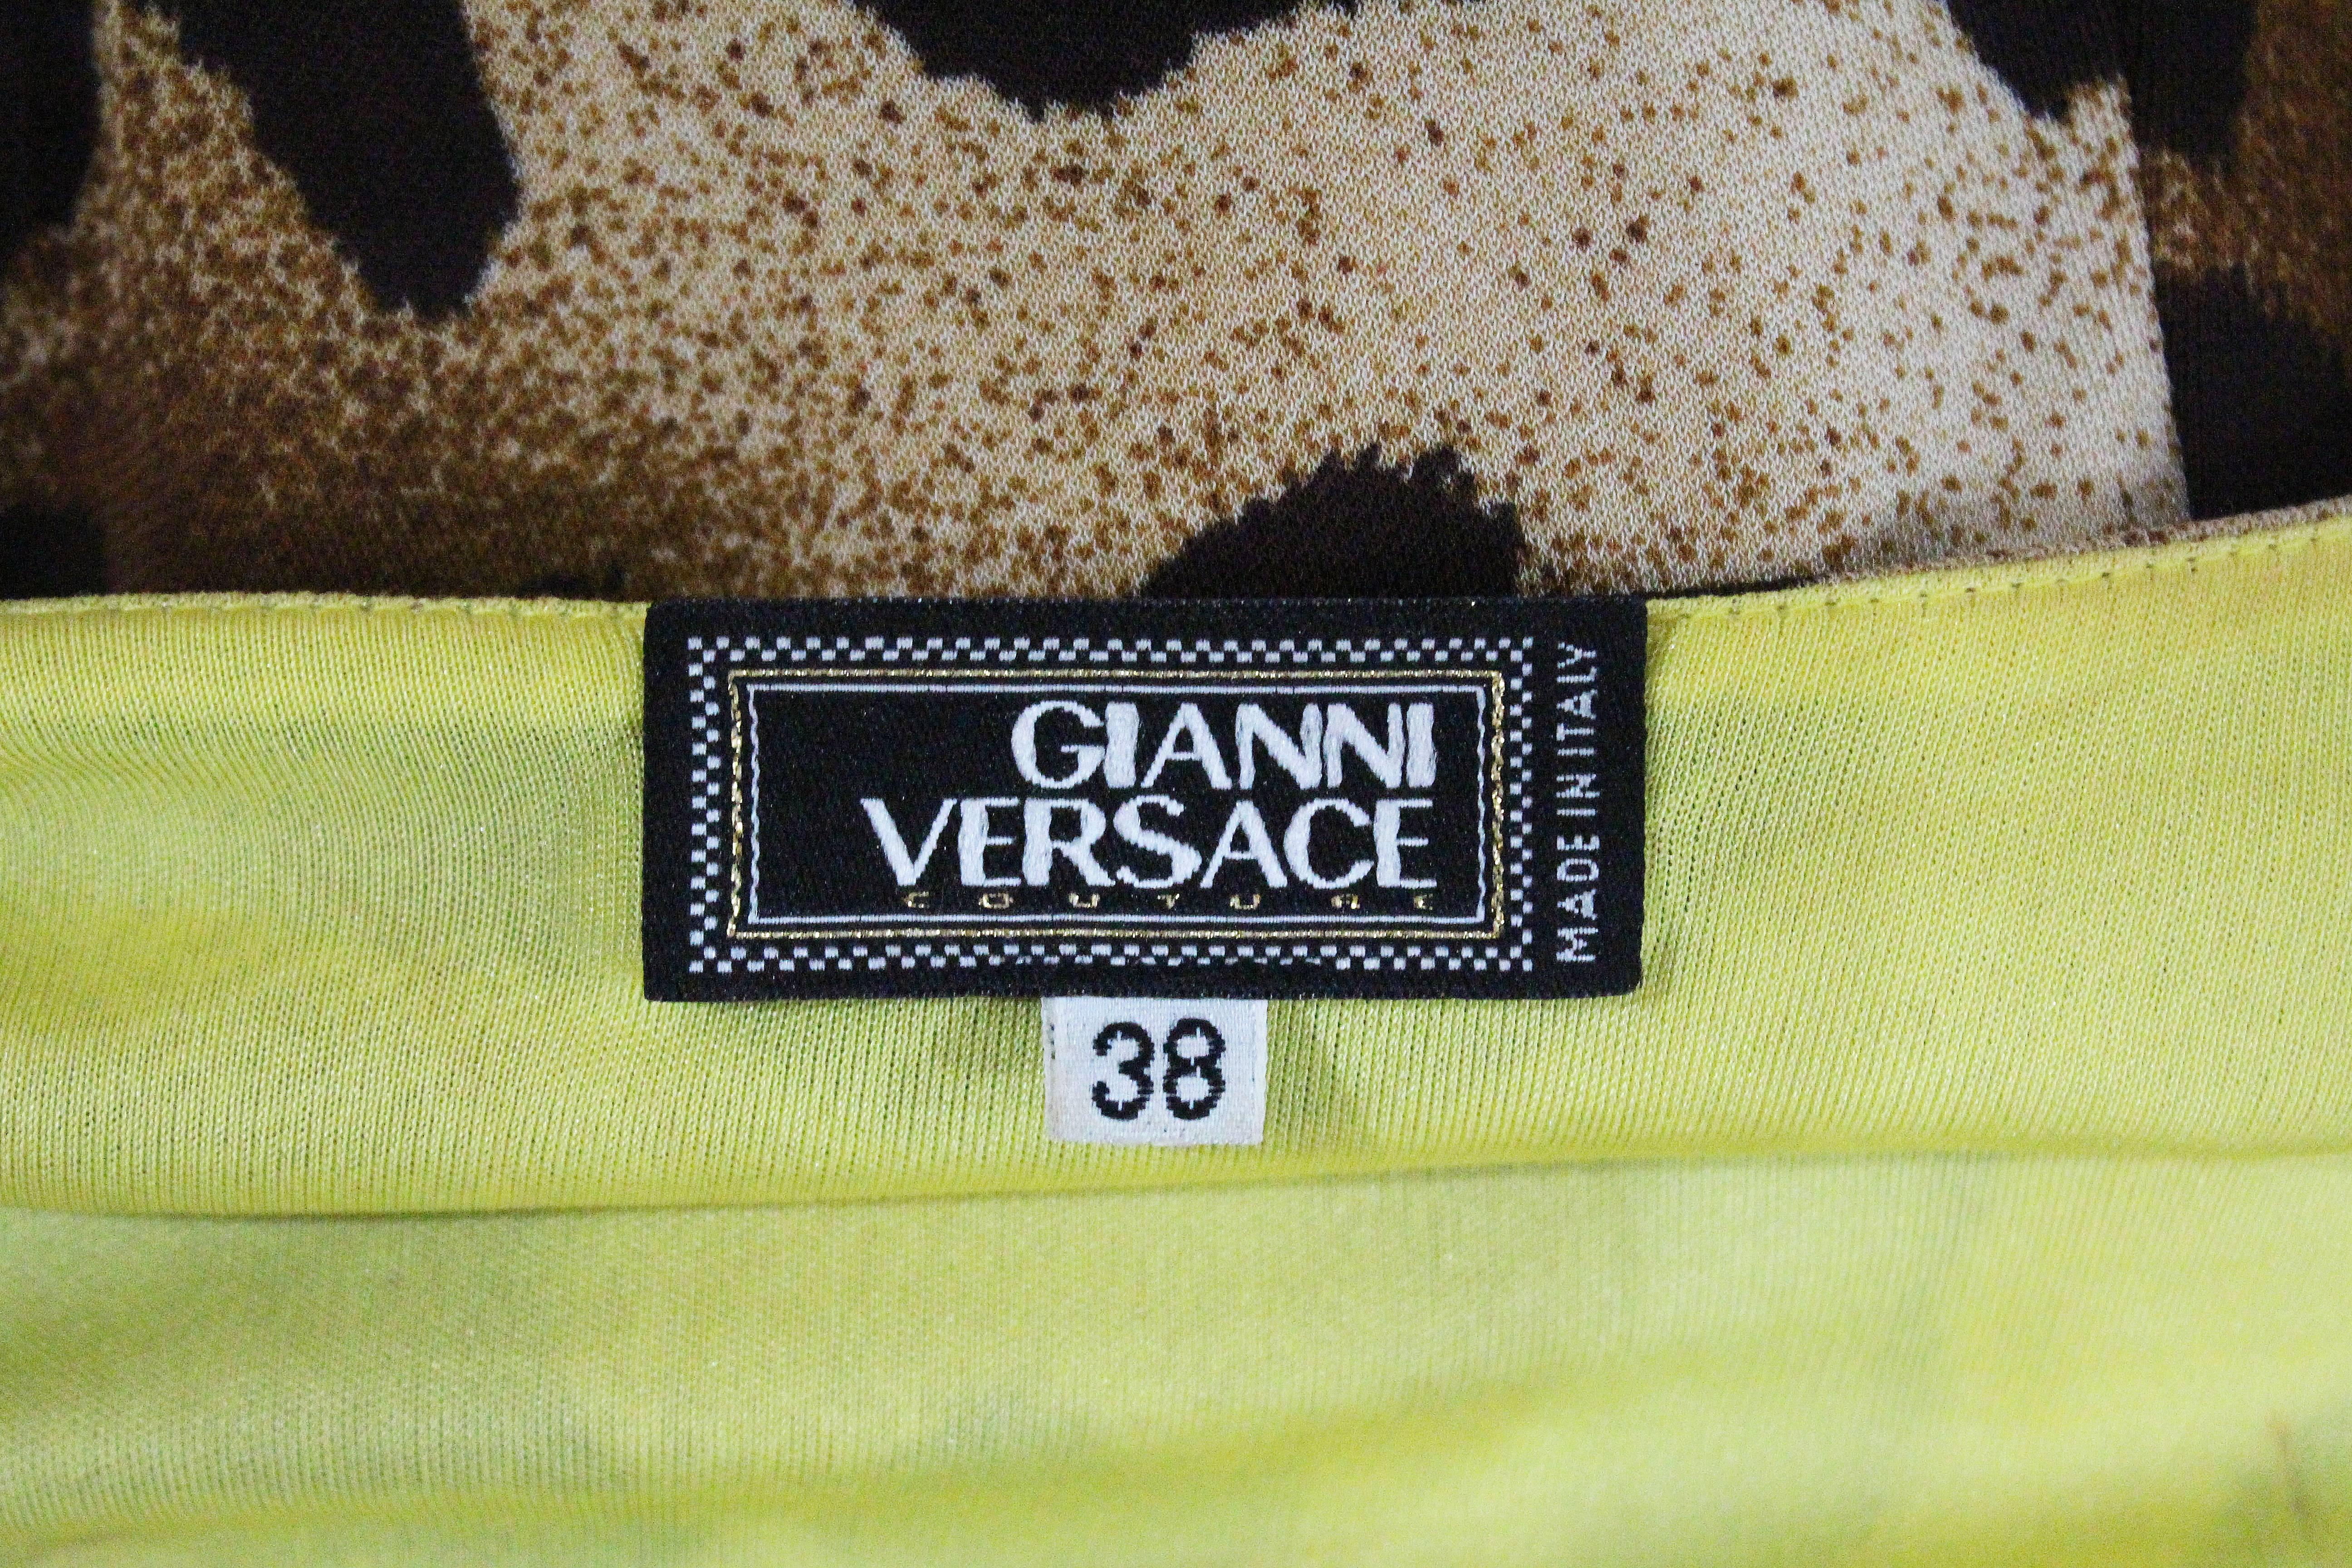 GIANNI
VERSACE
COUTURE
MADE IN ITALY
38